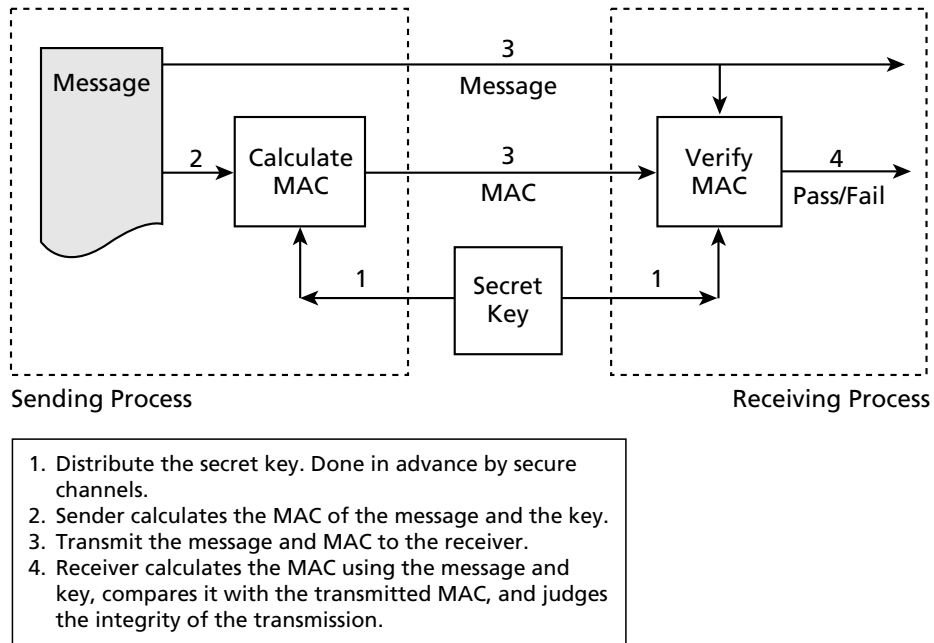 3
Message
Message
2
Calculate
MAC
3
MAC
Verify
MAC
4
Pass/Fail
1
Secret
Key
1
Sending Process
Receiving Process
1. Distribute the secret key. Done in advance by secure
channels.
2. Sender calculates the MAC of the message and the key.
3. Transmit the message and MAC to the receiver.
4. Receiver calculates the MAC using the message and
key, compares it with the transmitted MAC, and judges
the integrity of the transmission.